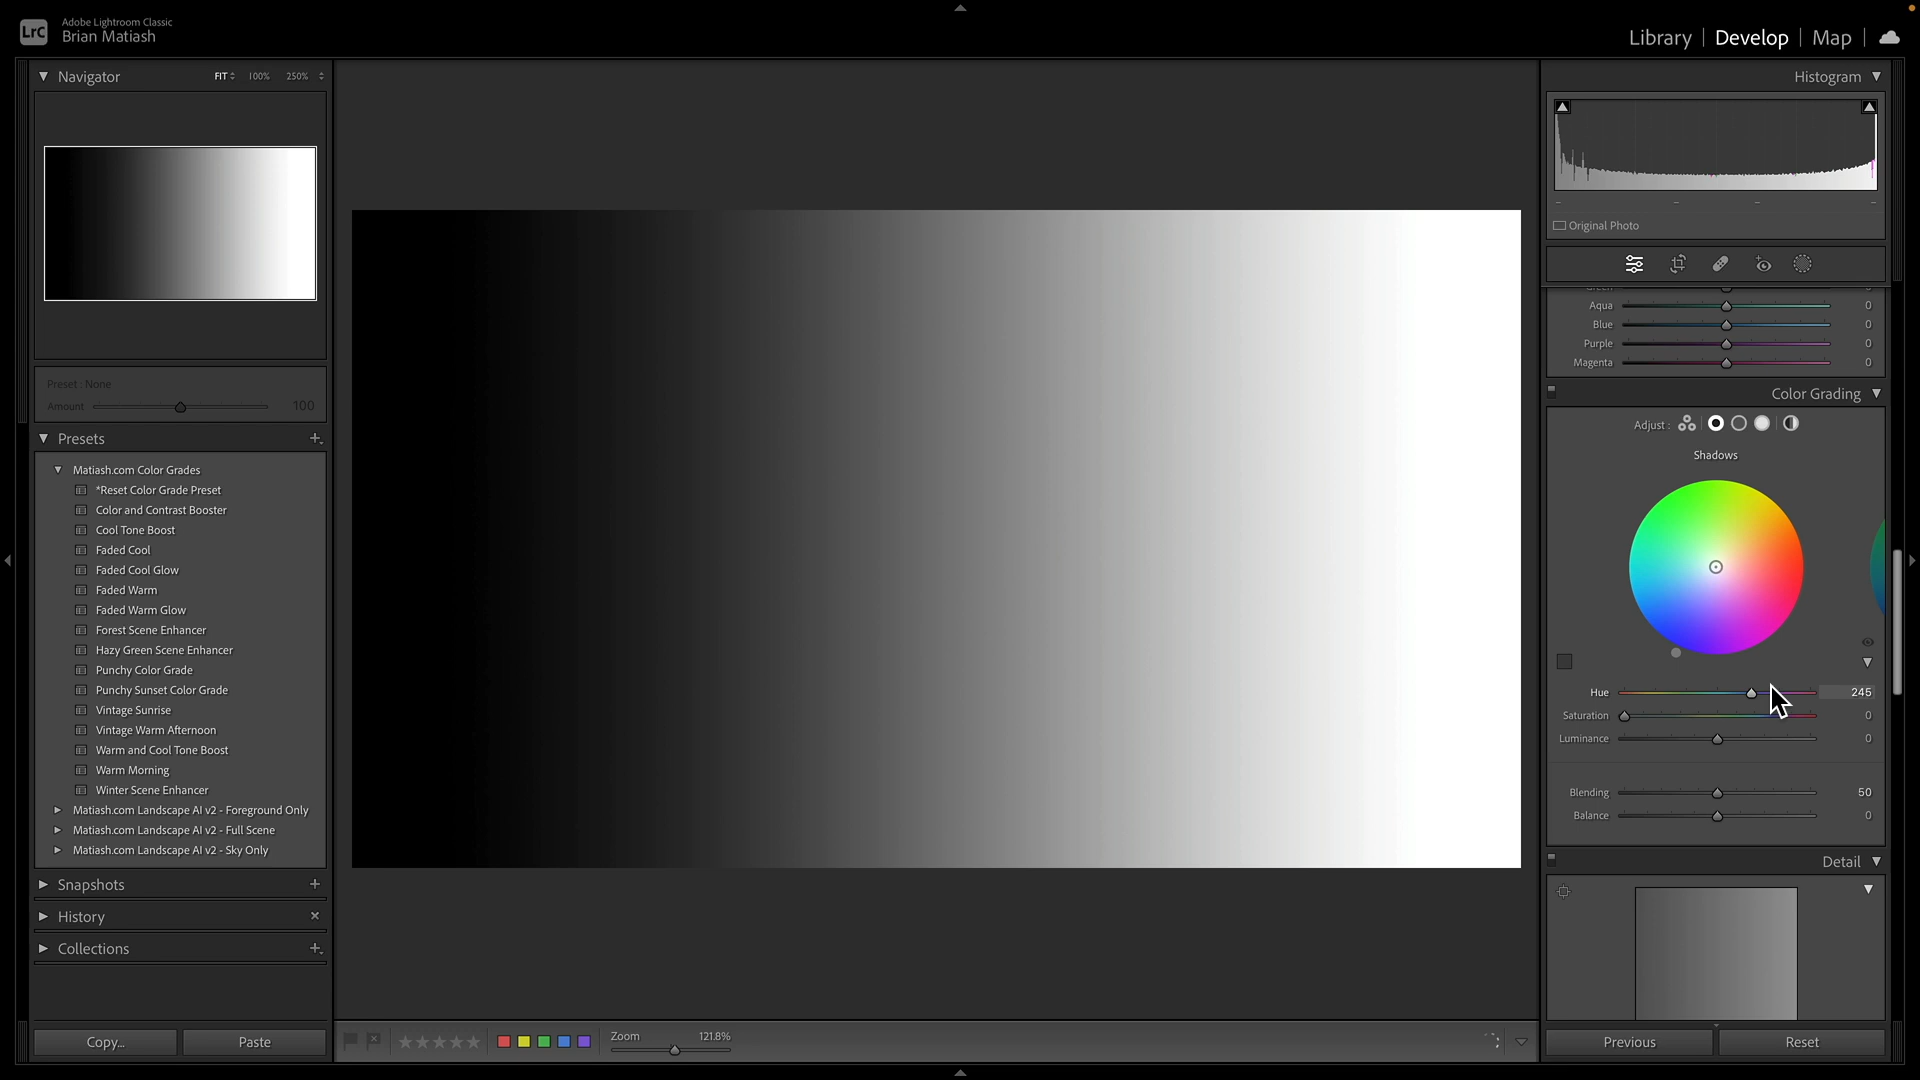 LrC
Adobe Lightroom Classic
Brian Matiash
Library | Develop | Map
Navigator FIT 100% 250%
Preset : None
Amount 100
Presets
Matiash.com Color Grades
*Reset Color Grade Preset
Color and Contrast Booster
Cool Tone Boost
Faded Cool
Faded Cool Glow
Faded Warm
Faded Warm Glow
Forest Scene Enhancer
Hazy Green Scene Enhancer
Punchy Color Grade
Punchy Sunset Color Grade
Vintage Sunrise
Vintage Warm Afternoon
Warm and Cool Tone Boost
Warm Morning
Winter Scene Enhancer
Matiash.com Landscape AI v2 - Foreground Only
Matiash.com Landscape AI v2 - Full Scene
Matiash.com Landscape AI v2 - Sky Only
Snapshots
History
Collections
Copy... Paste
Zoom 121.8%
Histogram
Original Photo
Aqua 0
Blue 0
Purple 0
Magenta 0
Color Grading
Adjust :
Shadows
Hue 245
Saturation 0
Luminance 0
Blending 50
Balance 0
Detail
Previous Reset